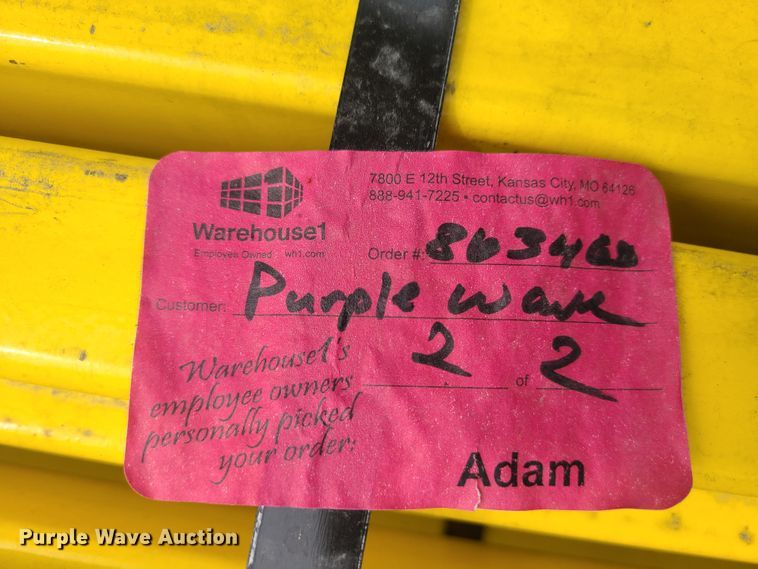 7800 E 12th Street, Kansas City, MO 64126
888-941-7225 • contactus@wh1.com
Warehouse1
Employee Owned wh1.com
Order #: 863460
Customer: Purple Wave
2 of 2
Warehouse1's
employee owners
personally picked
your order:
Adam
Purple Wave Auction